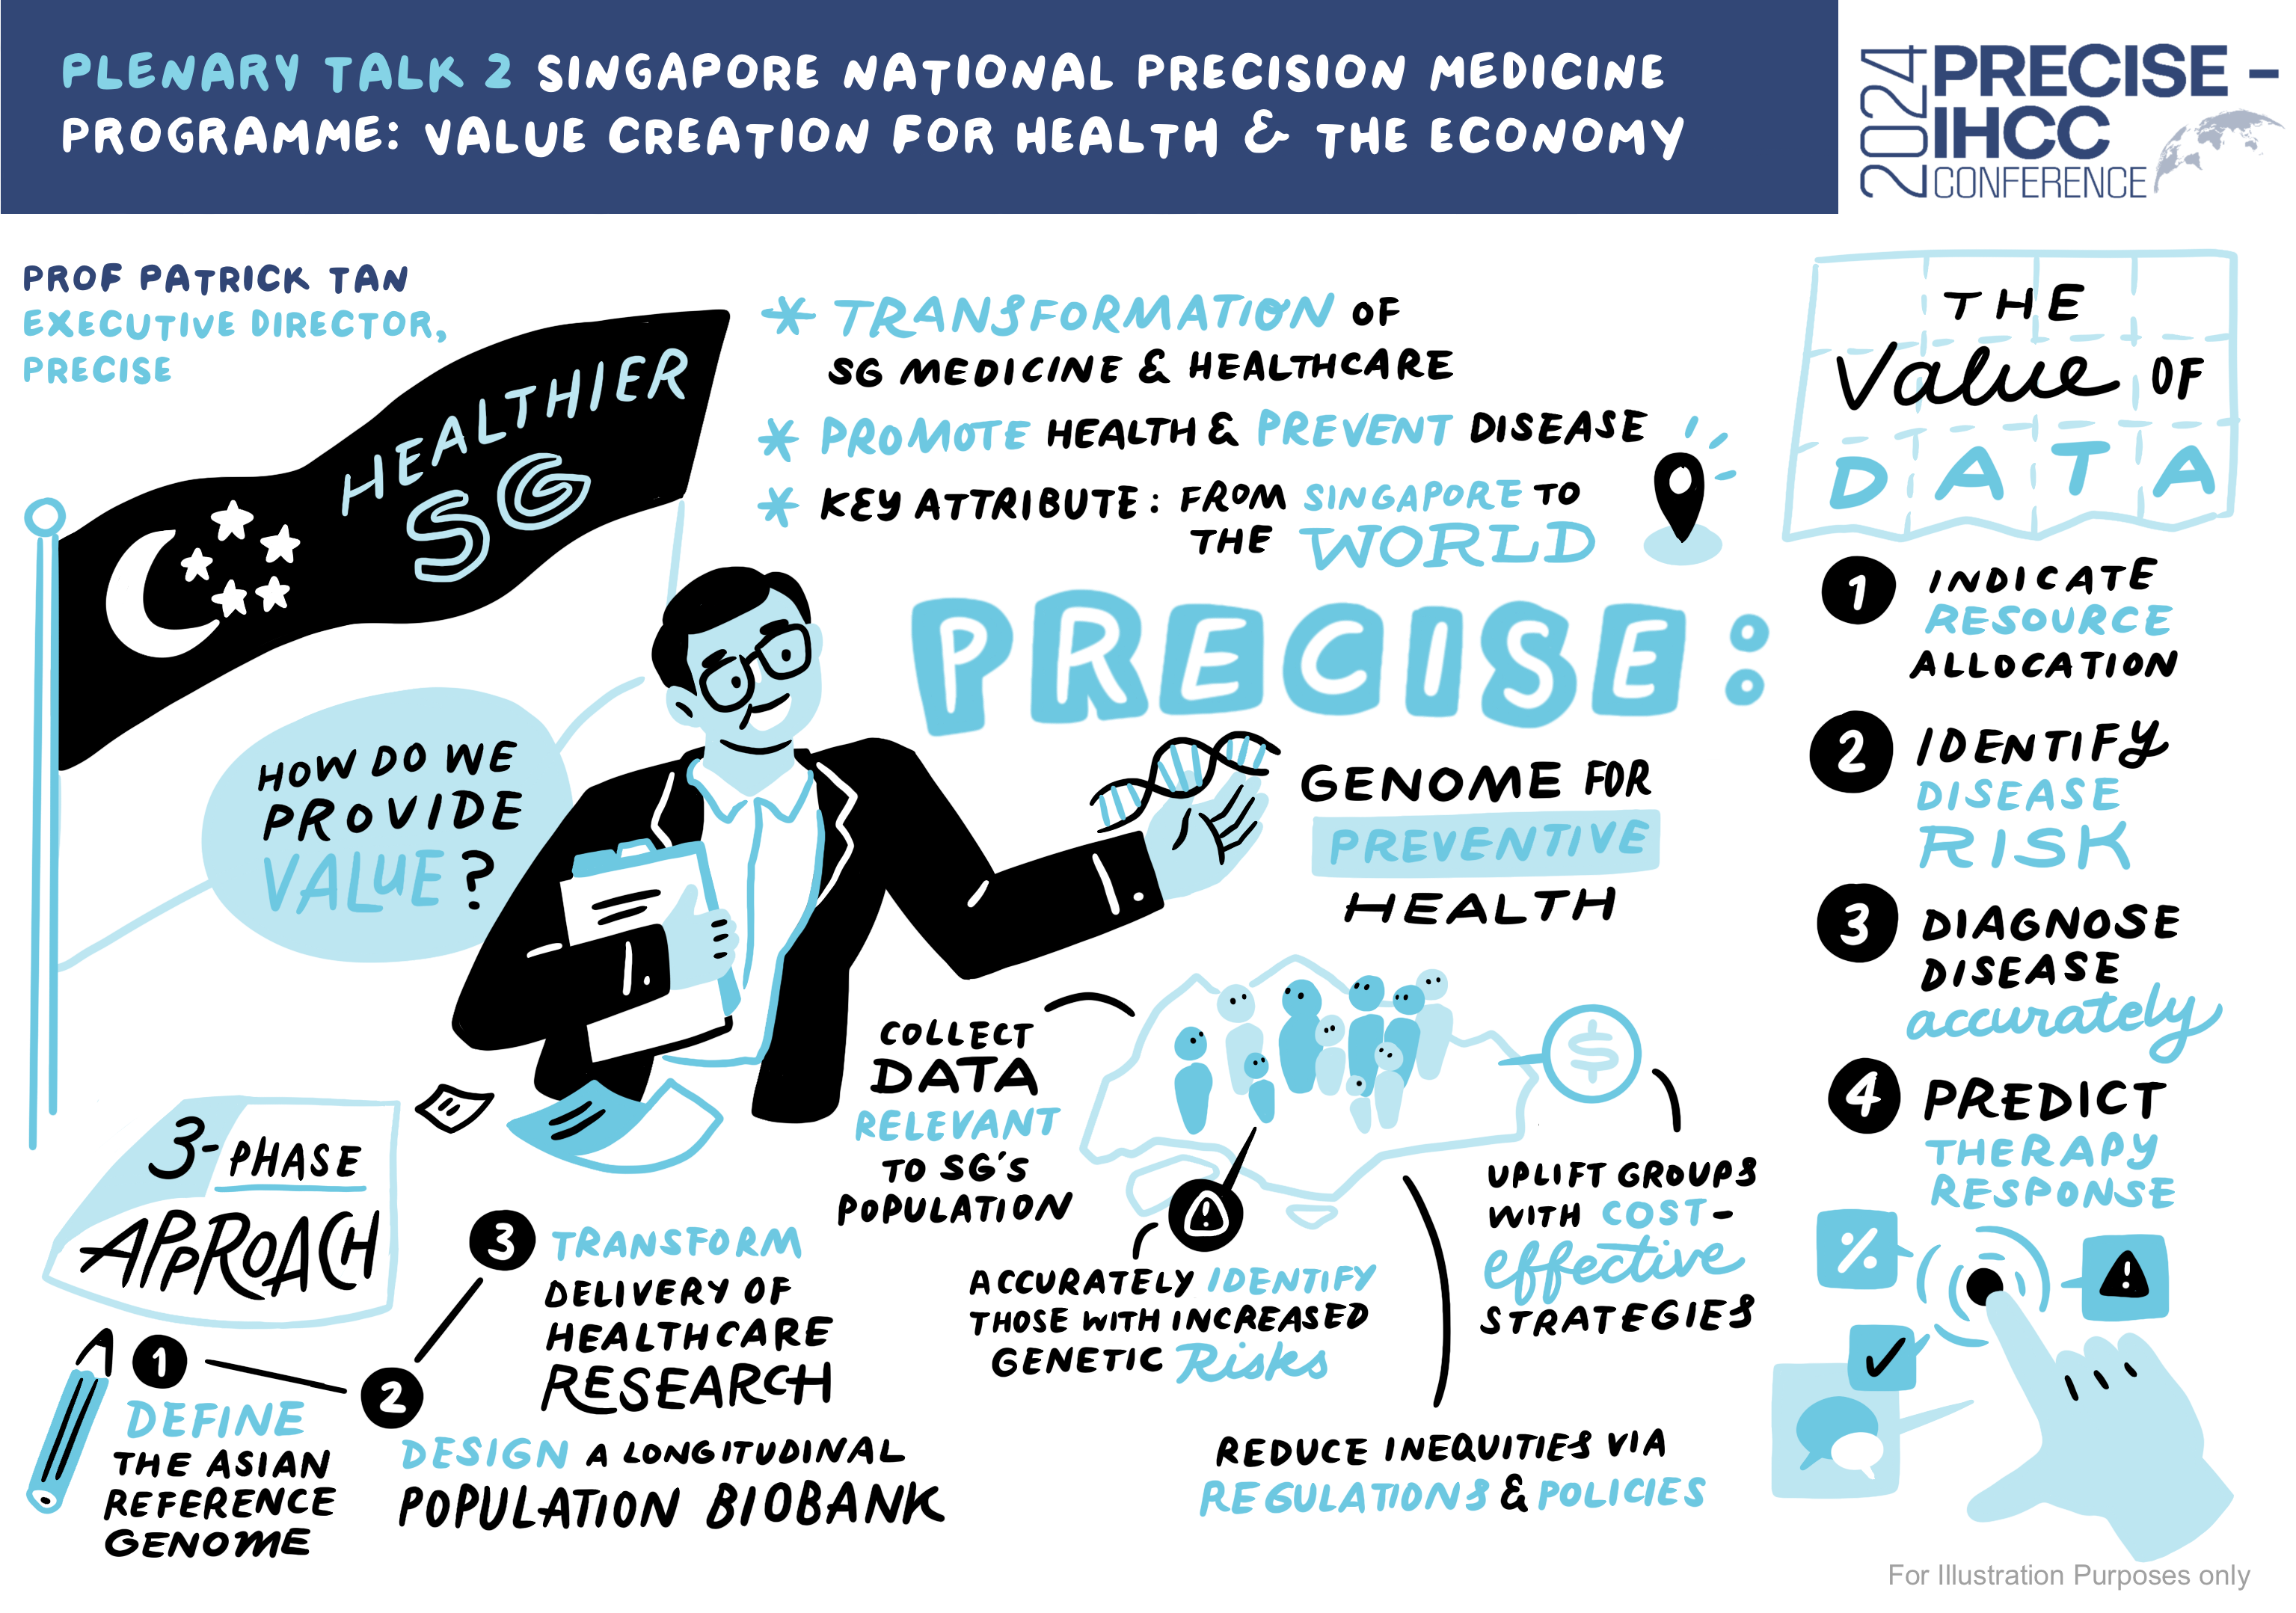 PLENARY TALK 2 SINGAPORE NATIONAL PRECISION MEDICINE
PROGRAMME: VALUE CREATION FOR HEALTH & THE ECONOMY
2024
PRECISE –
IHCC
CONFERENCE
PROF PATRICK TAN
EXECUTIVE DIRECTOR,
PRECISE
HEALTHIER
SG
* TRANSFORMATION OF
SG MEDICINE & HEALTHCARE
* PROMOTE HEALTH & PREVENT DISEASE
* KEY ATTRIBUTE: FROM SINGAPORE TO
THE WORLD
HOW DO WE
PROVIDE
VALUE?
PRECISE:
GENOME FOR
PREVENTIVE
HEALTH
COLLECT
DATA
RELEVANT
TO SG'S
POPULATION
ACCURATELY IDENTIFY
THOSE WITH INCREASED
GENETIC Risks
$
UPLIFT GROUPS
WITH COST-
effective
STRATEGIES
REDUCE INEQUITIES VIA
REGULATIONS & POLICIES
3-PHASE
APPROACH
1
DEFINE
THE ASIAN
REFERENCE
GENOME
2
DESIGN A LONGITUDINAL
POPULATION BIOBANK
3 TRANSFORM
DELIVERY OF
HEALTHCARE
RESEARCH
THE
Value OF
DATA
1 INDICATE
RESOURCE
ALLOCATION
2 IDENTIFY
DISEASE
RISK
3 DIAGNOSE
DISEASE
accurately
4 PREDICT
THERAPY
RESPONSE
%
!
For Illustration Purposes only